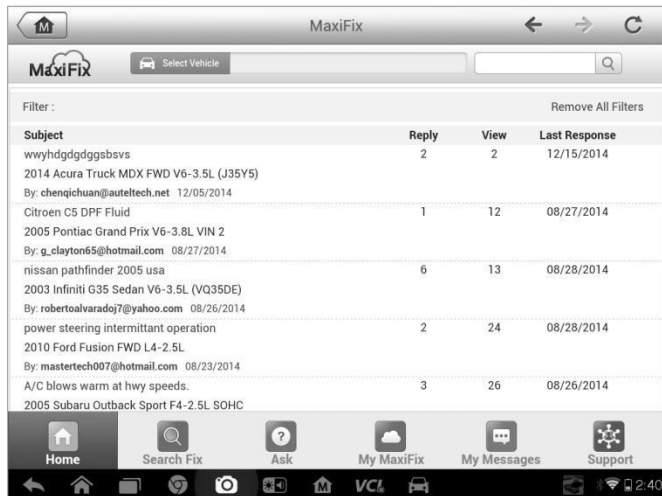 MaxiFix
MaxiFix
Select Vehicle
Filter :
Remove All Filters
Subject Reply View Last Response
wwyhdgdgdggsbsvs 2 2 12/15/2014
2014 Acura Truck MDX FWD V6-3.5L (J35Y5)
By: chenqichuan@auteltech.net 12/05/2014
Citroen C5 DPF Fluid 1 12 08/27/2014
2005 Pontiac Grand Prix V6-3.8L VIN 2
By: g_clayton65@hotmail.com 08/27/2014
nissan pathfinder 2005 usa 6 13 08/28/2014
2003 Infiniti G35 Sedan V6-3.5L (VQ35DE)
By: robertoalvaradoj7@yahoo.com 08/26/2014
power steering intermittant operation 2 24 08/28/2014
2010 Ford Fusion FWD L4-2.5L
By: mastertech007@hotmail.com 08/23/2014
A/C blows warm at hwy speeds. 3 26 08/26/2014
2005 Subaru Outback Sport F4-2.5L SOHC
Home Search Fix Ask My MaxiFix My Messages Support
VCI 2:40